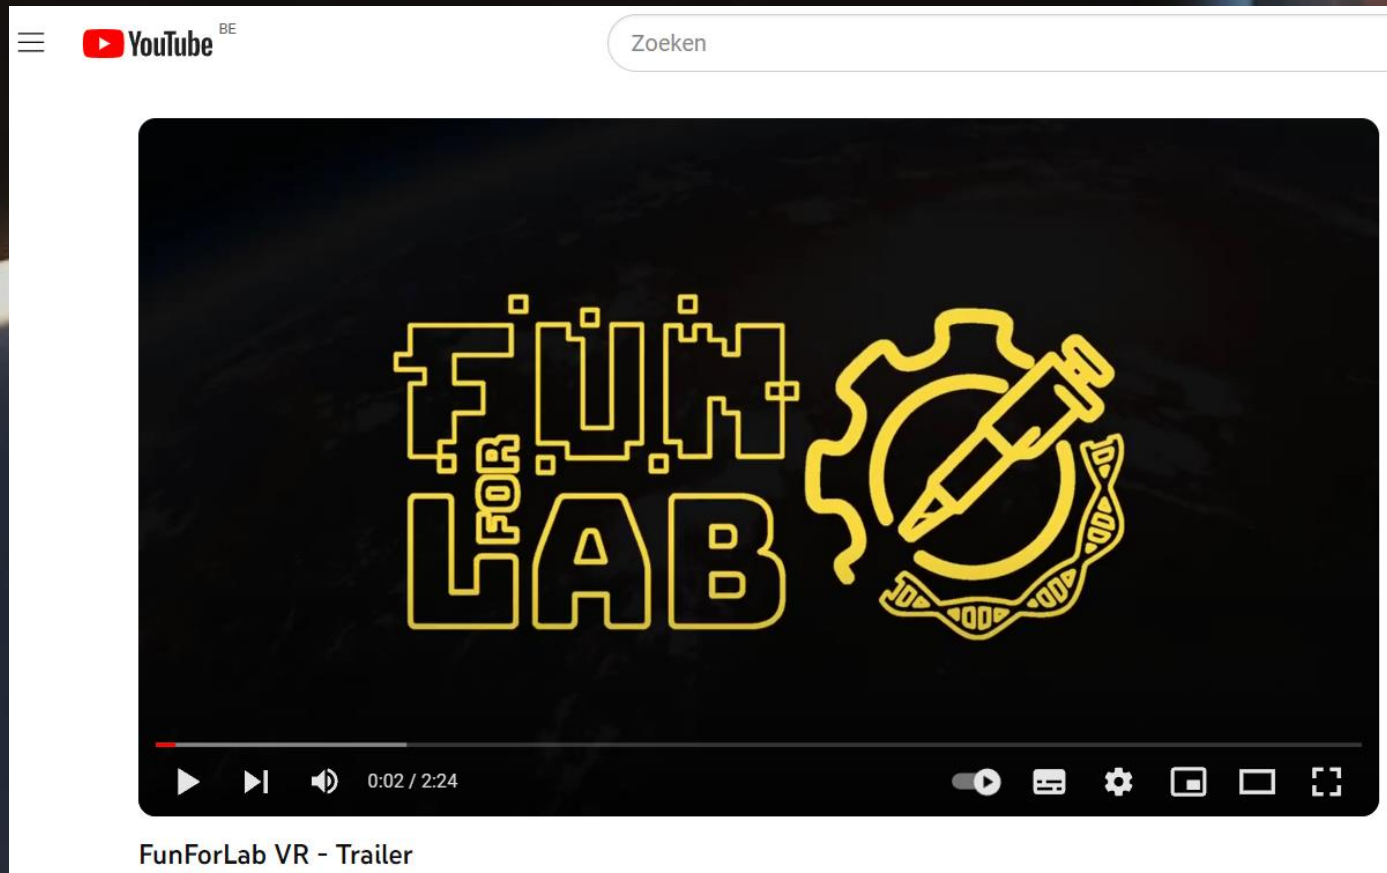 YouTube BE
Zoeken
FUN
FOR
LAB
0:02 / 2:24
FunForLab VR - Trailer